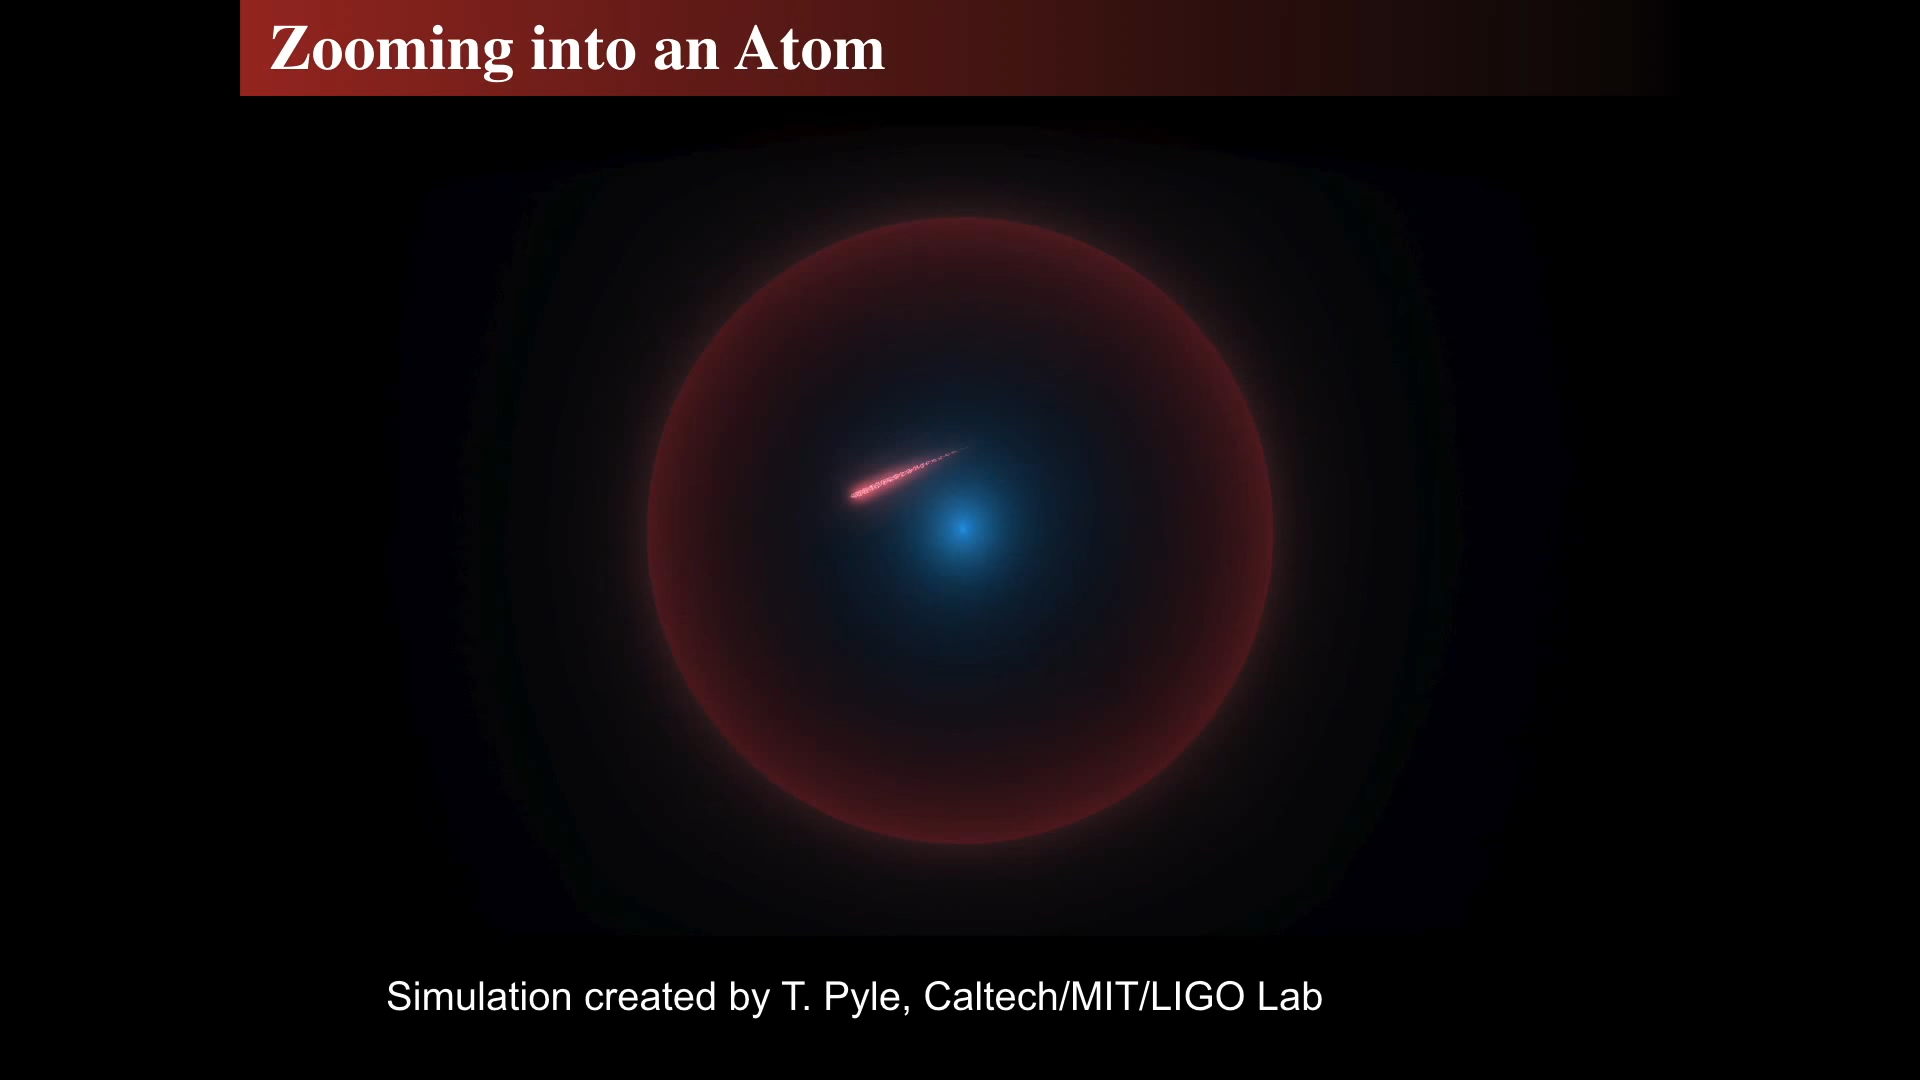 Zooming into an Atom
Simulation created by T. Pyle, Caltech/MIT/LIGO Lab